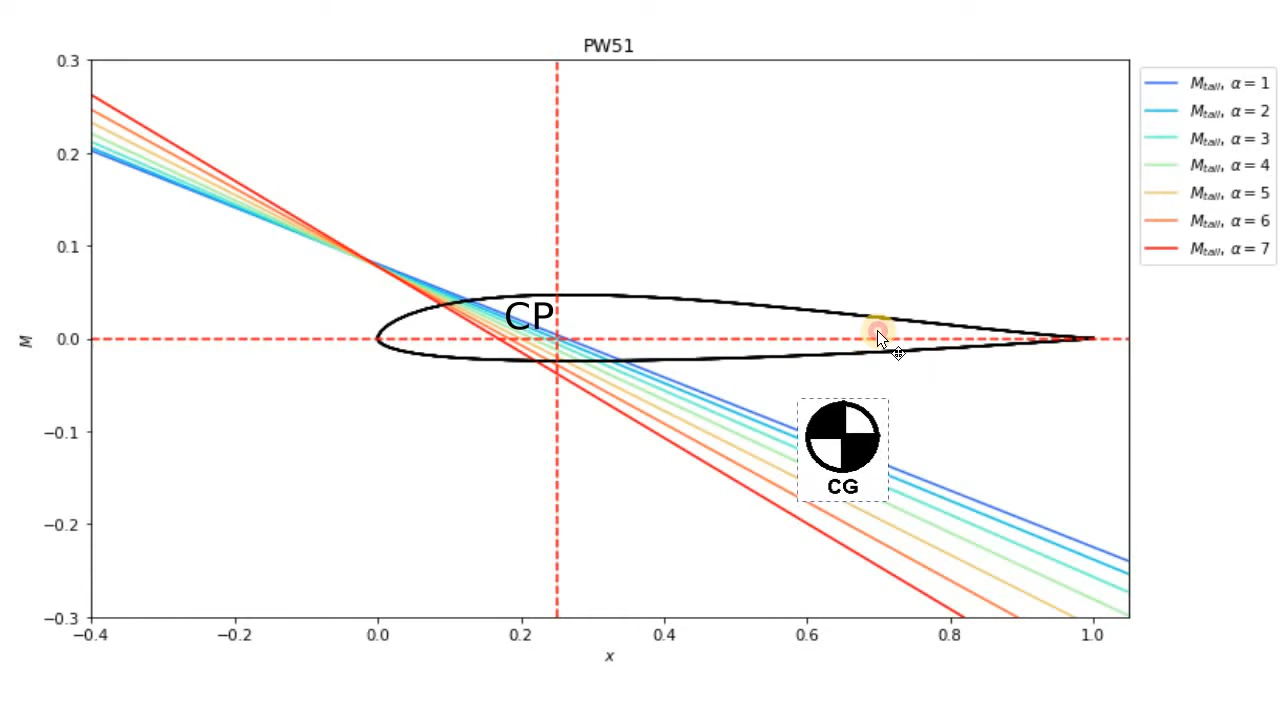 PW51
0.3
0.2
0.1
0.0
−0.1
−0.2
−0.3
M
−0.4
−0.2
0.0
0.2
0.4
0.6
0.8
1.0
x
CP
CG
M_tail, α = 1
M_tail, α = 2
M_tail, α = 3
M_tail, α = 4
M_tail, α = 5
M_tail, α = 6
M_tail, α = 7